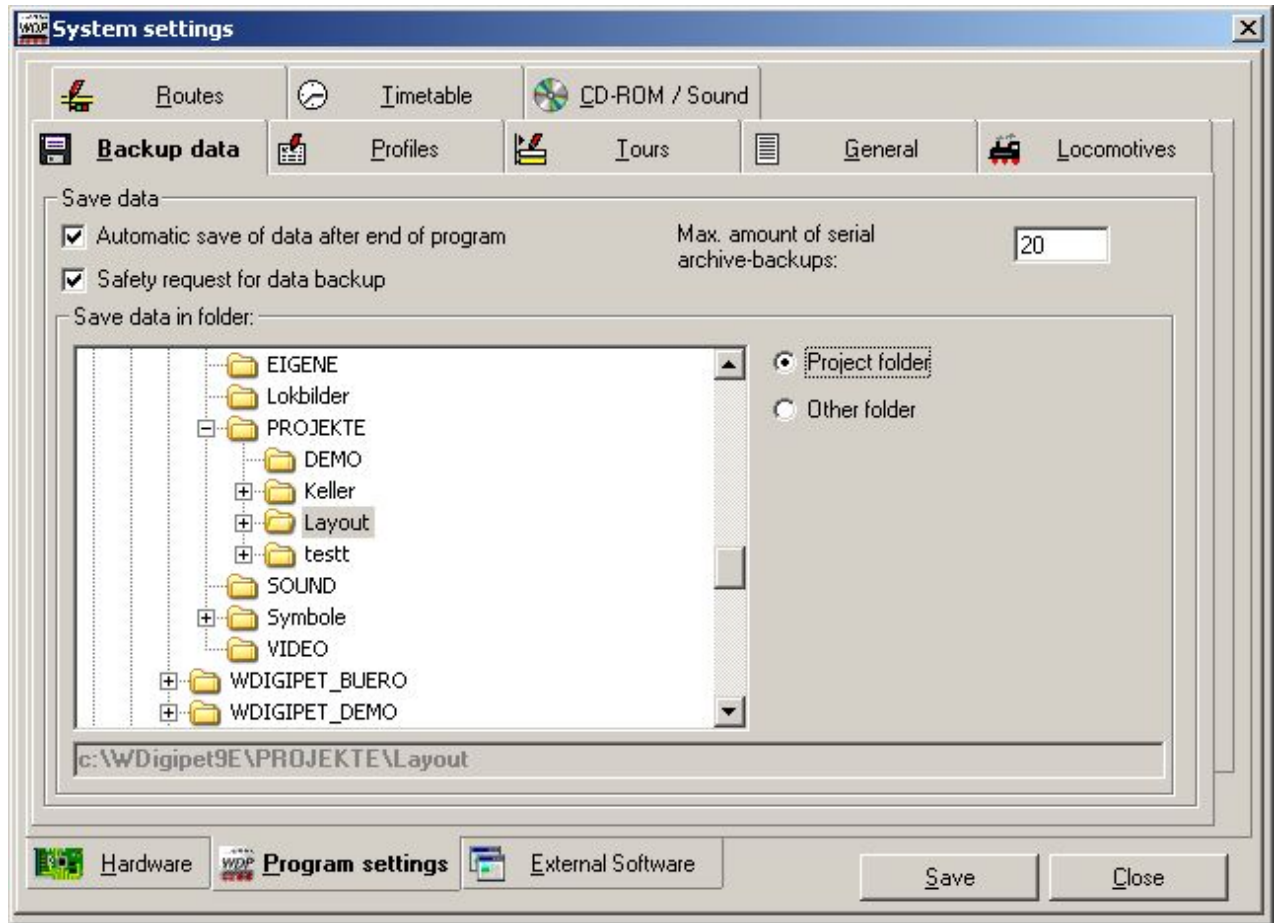 WDP System settings
Routes Timetable CD-ROM / Sound
Backup data Profiles Tours General Locomotives
Save data
Automatic save of data after end of program
Max. amount of serial
archive-backups:
20
Safety request for data backup
Save data in folder:
EIGENE
Project folder
Lokbilder
Other folder
PROJEKTE
DEMO
Keller
Layout
testt
SOUND
Symbole
VIDEO
WDIGIPET_BUERO
WDIGIPET_DEMO
c:\WDigipet9E\PROJEKTE\Layout
Hardware WDP Program settings External Software
Save Close